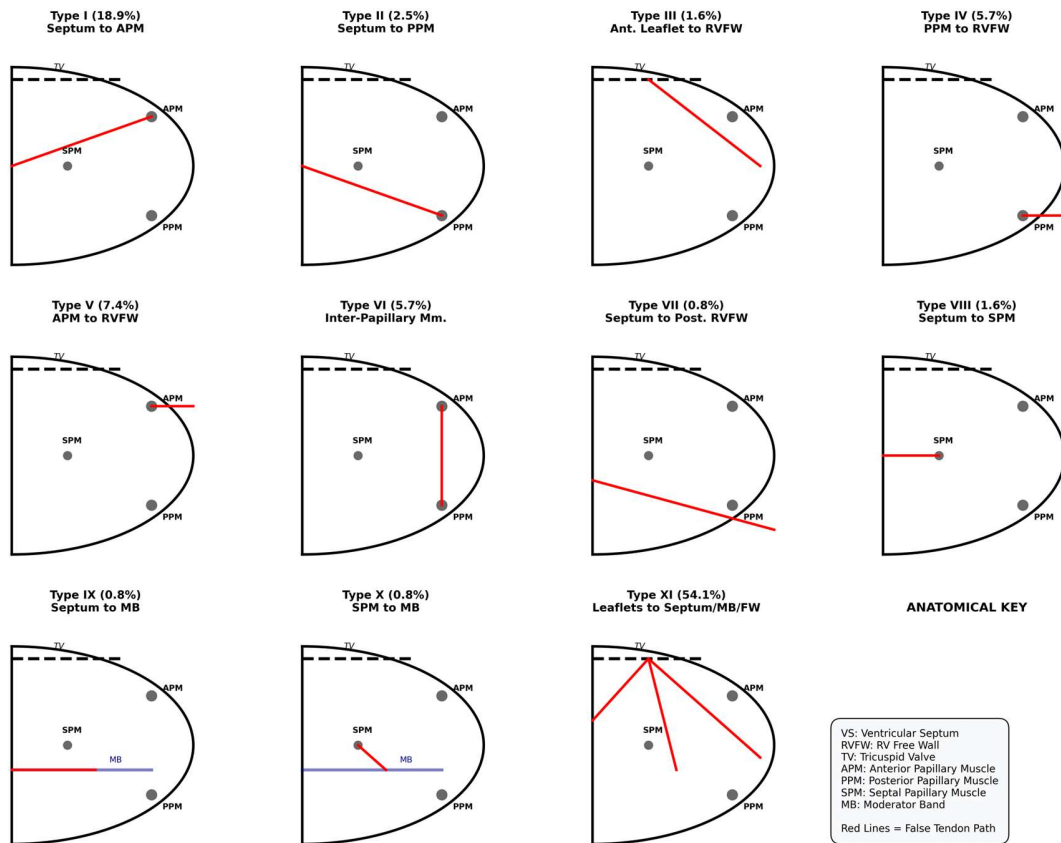 Type I (18.9%)
Septum to APM
TV
APM
SPM
PPM
Type II (2.5%)
Septum to PPM
TV
APM
SPM
PPM
Type III (1.6%)
Ant. Leaflet to RVFW
TV
APM
SPM
PPM
Type IV (5.7%)
PPM to RVFW
TV
APM
SPM
PPM
Type V (7.4%)
APM to RVFW
TV
APM
SPM
PPM
Type VI (5.7%)
Inter-Papillary Mm.
TV
APM
SPM
PPM
Type VII (0.8%)
Septum to Post. RVFW
TV
APM
SPM
PPM
Type VIII (1.6%)
Septum to SPM
TV
APM
SPM
PPM
Type IX (0.8%)
Septum to MB
TV
APM
SPM
MB
PPM
Type X (0.8%)
SPM to MB
TV
APM
SPM
MB
PPM
Type XI (54.1%)
Leaflets to Septum/MB/FW
TV
APM
SPM
PPM
ANATOMICAL KEY
VS: Ventricular Septum
RVFW: RV Free Wall
TV: Tricuspid Valve
APM: Anterior Papillary Muscle
PPM: Posterior Papillary Muscle
SPM: Septal Papillary Muscle
MB: Moderator Band
Red Lines = False Tendon Path